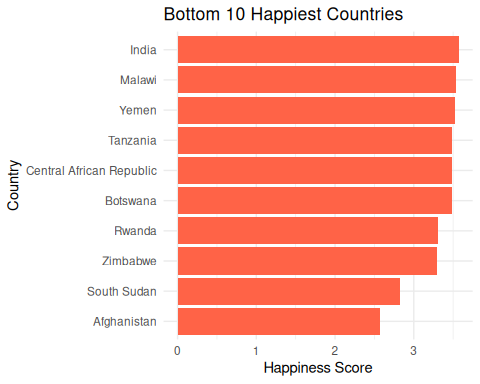 Bottom 10 Happiest Countries
Country
India
Malawi
Yemen
Tanzania
Central African Republic
Botswana
Rwanda
Zimbabwe
South Sudan
Afghanistan
0 1 2 3
Happiness Score